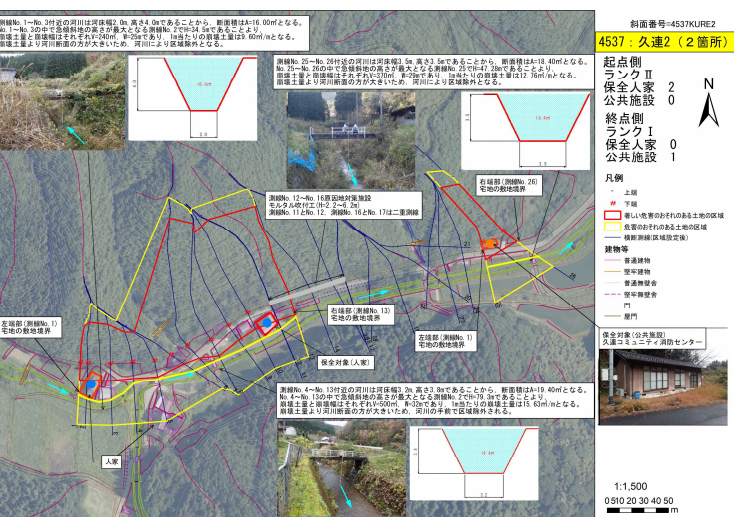 測線No.1～No.3付近の河川は河床幅2.0m,高さ4.0mであることから、断面積はA=16.00㎡となる。
No.1～No.3の中で急傾斜地の高さが最大となる測線No.2でH=34.5mであることより、
崩壊土量と崩壊幅はそれぞれV=240㎥、W=25mであり、1m当たりの崩壊土量は9.60㎥/mとなる。
崩壊土量より河川断面の方が大きいため、河川により区域除外となる。
測線No.25～No.26付近の河川は河床幅3.5m,高さ3.5mであることから、断面積はA=18.40㎡となる。
No.25～No.26の中で急傾斜地の高さが最大となる測線No.25でH=47.28mであることより、
崩壊土量と崩壊幅はそれぞれV=370㎥、W=29mであり、1m当たりの崩壊土量は12.76㎥/mとなる。
崩壊土量より河川断面の方が大きいため、河川により区域除外となる。
斜面番号=4537KURE2
4537：久連2（2箇所）
起点側
ランクⅡ
保全人家 2
公共施設 0
終点側
ランクⅠ
保全人家 0
公共施設 1
N
凡例
上端
下端
著しい危害のおそれのある土地の区域
危害のおそれのある土地の区域
横断測線(区域設定後)
建物等
普通建物
堅牢建物
普通無壁舎
堅牢無壁舎
門
屋門
2.0
3.5
右端部(測線No.26)
宅地の敷地境界
測線No.12～No.16原因地対策施設
モルタル吹付工(H=2.2～6.2m)
測線No.11とNo.12、測線No.16とNo.17は二重測線
21
左端部(測線No.1)
宅地の敷地境界
右端部(測線No.13)
宅地の敷地境界
左端部(測線No.1)
宅地の敷地境界
保全対象(人家)
人家
保全対象(公共施設)
久連コミュニティ消防センター
測線No.4～No.13付近の河川は河床幅3.2m,高さ3.8mであることから、断面積はA=19.40㎡となる。
No.4～No.13の中で急傾斜地の高さが最大となる測線No.2でH=79.3mであることより、
崩壊土量と崩壊幅はそれぞれV=500㎥、W=32mであり、1m当たりの崩壊土量は15.63㎥/mとなる。
崩壊土量より河川断面の方が大きいため、河川の手前で区域除外される。
3.2
1:1,500
0 5 10 20 30 40 50
m